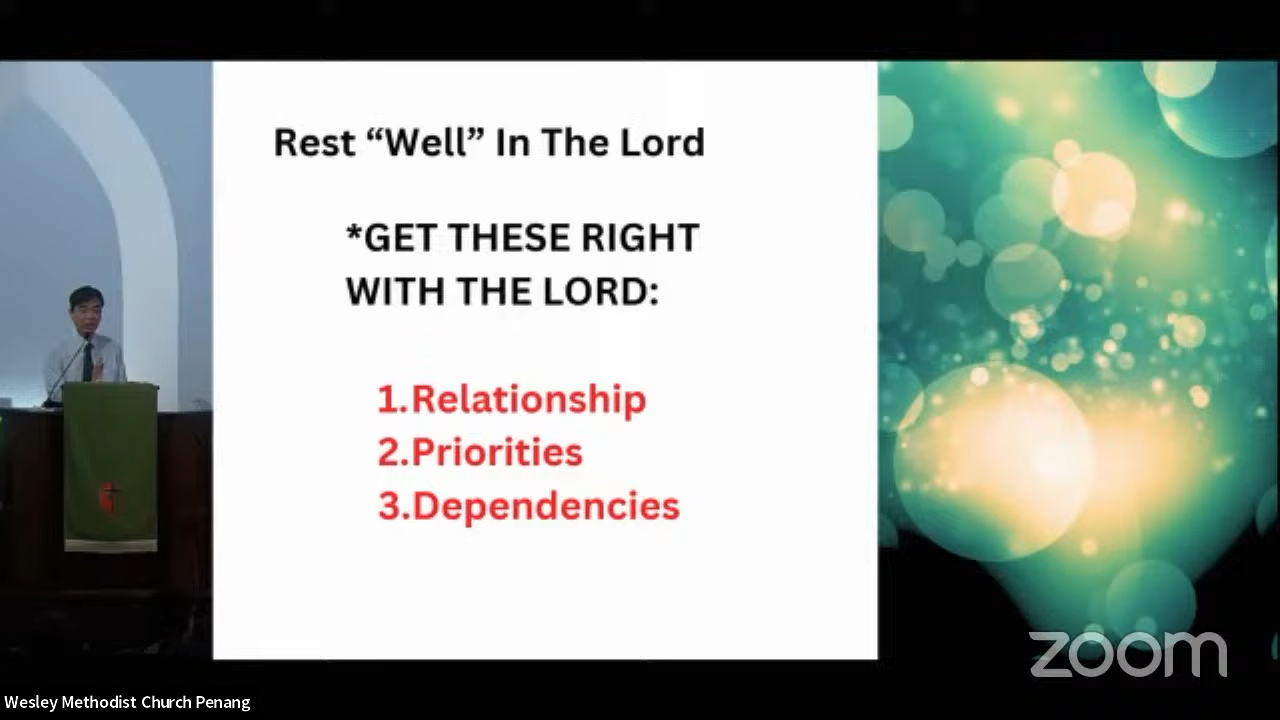 Rest “Well” In The Lord
*GET THESE RIGHT
WITH THE LORD:
1.Relationship
2.Priorities
3.Dependencies
zoom
Wesley Methodist Church Penang